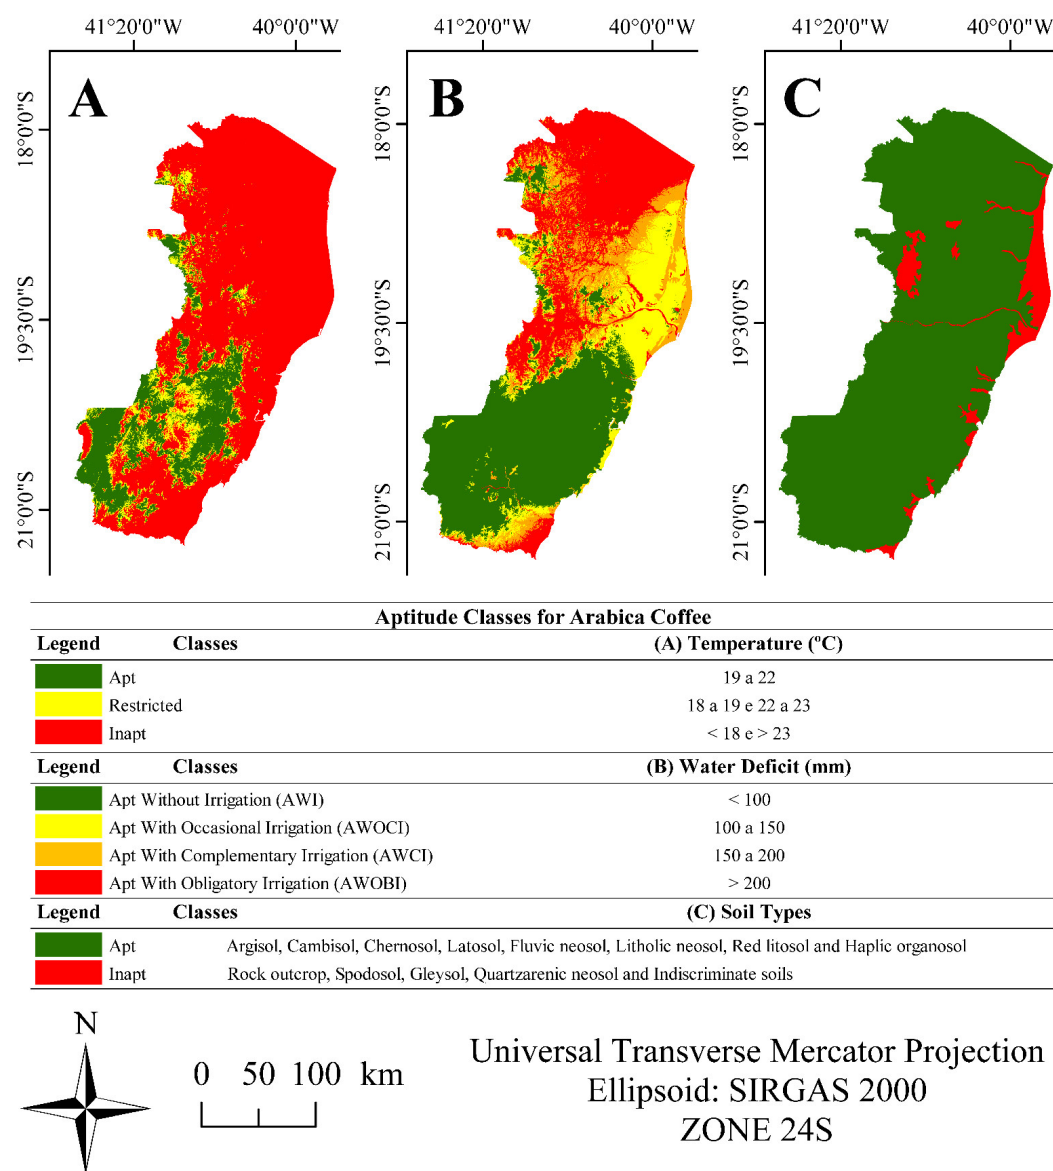 41°20'0"W 40°00'0"W 41°20'0"W 40°00'0"W 41°20'0"W 40°00'0"W
A B C
18°0'0"S 18°0'0"S 18°0'0"S
19°30'0"S 19°30'0"S 19°30'0"S
21°0'0"S 21°0'0"S 21°0'0"S
Aptitude Classes for Arabica Coffee
Legend Classes (A) Temperature (ºC)
Apt 19 a 22
Restricted 18 a 19 e 22 a 23
Inapt < 18 e > 23
Legend Classes (B) Water Deficit (mm)
Apt Without Irrigation (AWI) < 100
Apt With Occasional Irrigation (AWOCI) 100 a 150
Apt With Complementary Irrigation (AWCI) 150 a 200
Apt With Obligatory Irrigation (AWOBI) > 200
Legend Classes (C) Soil Types
Apt Argisol, Cambisol, Chernosol, Latosol, Fluvic neosol, Litholic neosol, Red litosol and Haplic organosol
Inapt Rock outcrop, Spodosol, Gleysol, Quartzarenic neosol and Indiscriminate soils
N
0 50 100 km
Universal Transverse Mercator Projection
Ellipsoid: SIRGAS 2000
ZONE 24S